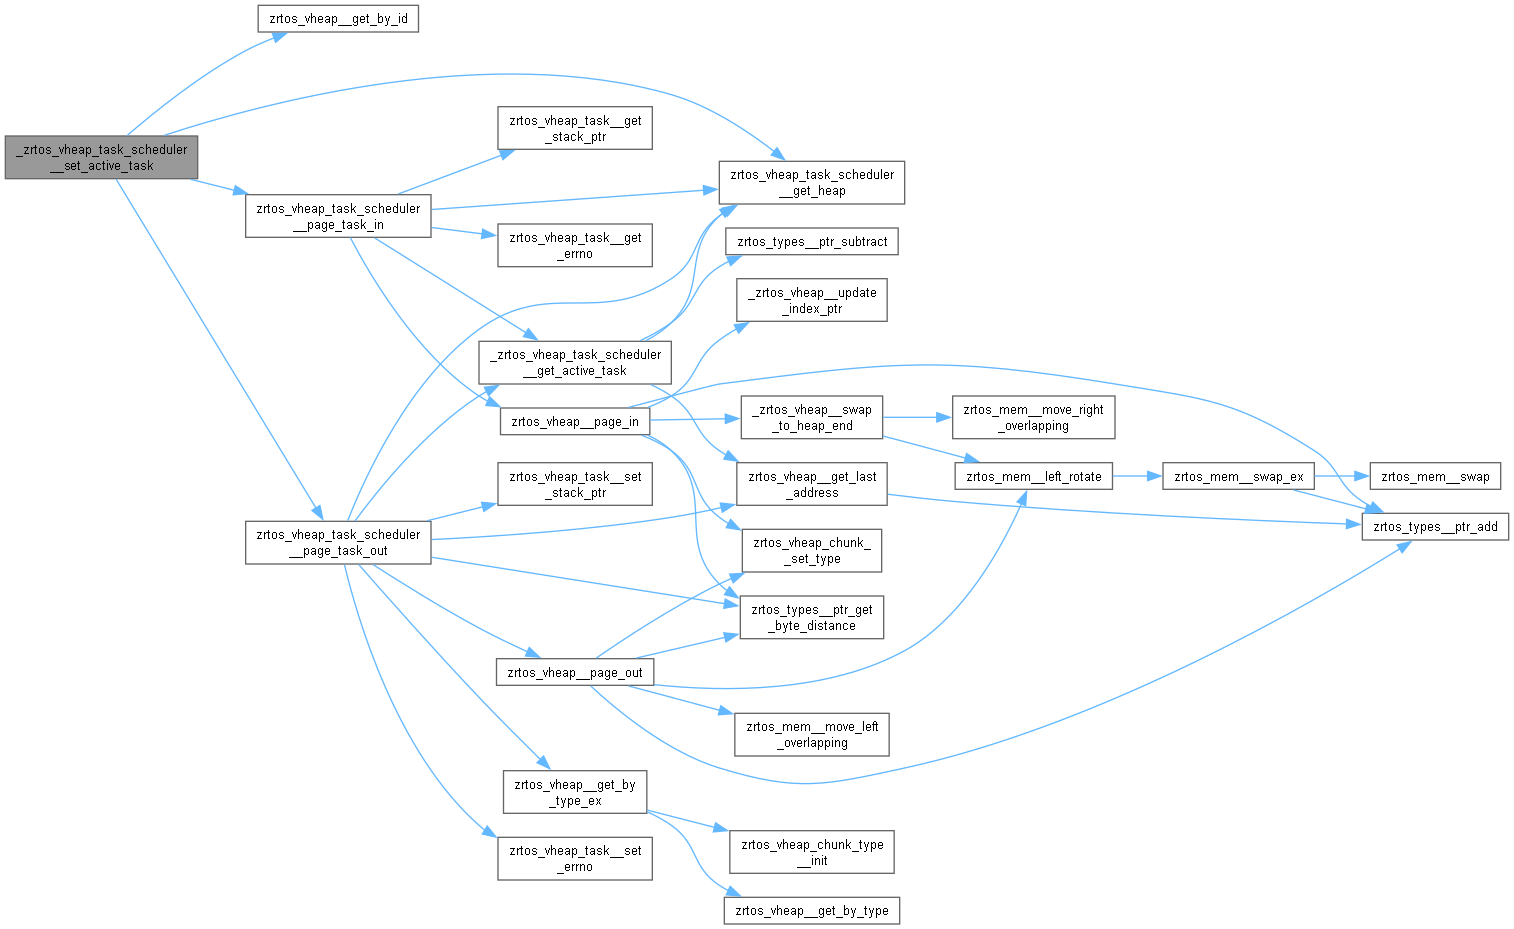 zrtos_vheap__get_by_id
_zrtos_vheap_task_scheduler
__set_active_task
zrtos_vheap_task_scheduler
__page_task_in
zrtos_vheap_task_scheduler
__page_task_out
zrtos_vheap_task__get
_stack_ptr
zrtos_vheap_task__get
_errno
_zrtos_vheap_task_scheduler
__get_active_task
zrtos_vheap__page_in
zrtos_vheap_task__set
_stack_ptr
zrtos_vheap__page_out
zrtos_vheap__get_by
_type_ex
zrtos_vheap_task__set
_errno
zrtos_vheap_task_scheduler
__get_heap
zrtos_types__ptr_subtract
_zrtos_vheap__update
_index_ptr
_zrtos_vheap__swap
_to_heap_end
zrtos_vheap__get_last
_address
zrtos_vheap_chunk_
_set_type
zrtos_types__ptr_get
_byte_distance
zrtos_mem__move_left
_overlapping
zrtos_vheap_chunk_type
__init
zrtos_vheap__get_by_type
zrtos_mem__move_right
_overlapping
zrtos_mem__left_rotate
zrtos_mem__swap_ex
zrtos_mem__swap
zrtos_types__ptr_add